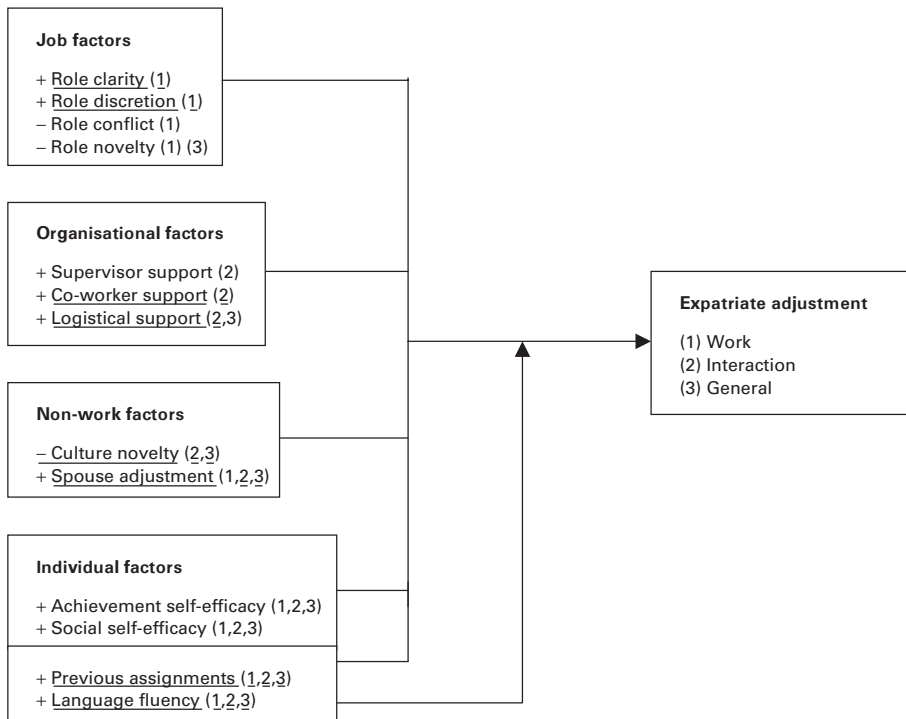 Job factors
+ Role clarity (1)
+ Role discretion (1)
– Role conflict (1)
– Role novelty (1) (3)
Organisational factors
+ Supervisor support (2)
+ Co-worker support (2)
+ Logistical support (2,3)
Non-work factors
– Culture novelty (2,3)
+ Spouse adjustment (1,2,3)
Individual factors
+ Achievement self-efficacy (1,2,3)
+ Social self-efficacy (1,2,3)
+ Previous assignments (1,2,3)
+ Language fluency (1,2,3)
Expatriate adjustment
(1) Work
(2) Interaction
(3) General